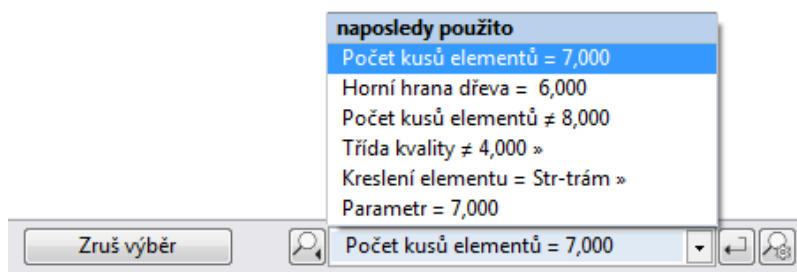 naposledy použito
Počet kusů elementů = 7,000
Horní hrana dřeva =  6,000
Počet kusů elementů ≠ 8,000
Třída kvality ≠ 4,000 »
Kreslení elementu = Str-trám »
Parametr = 7,000
Zruš výběr Počet kusů elementů = 7,000